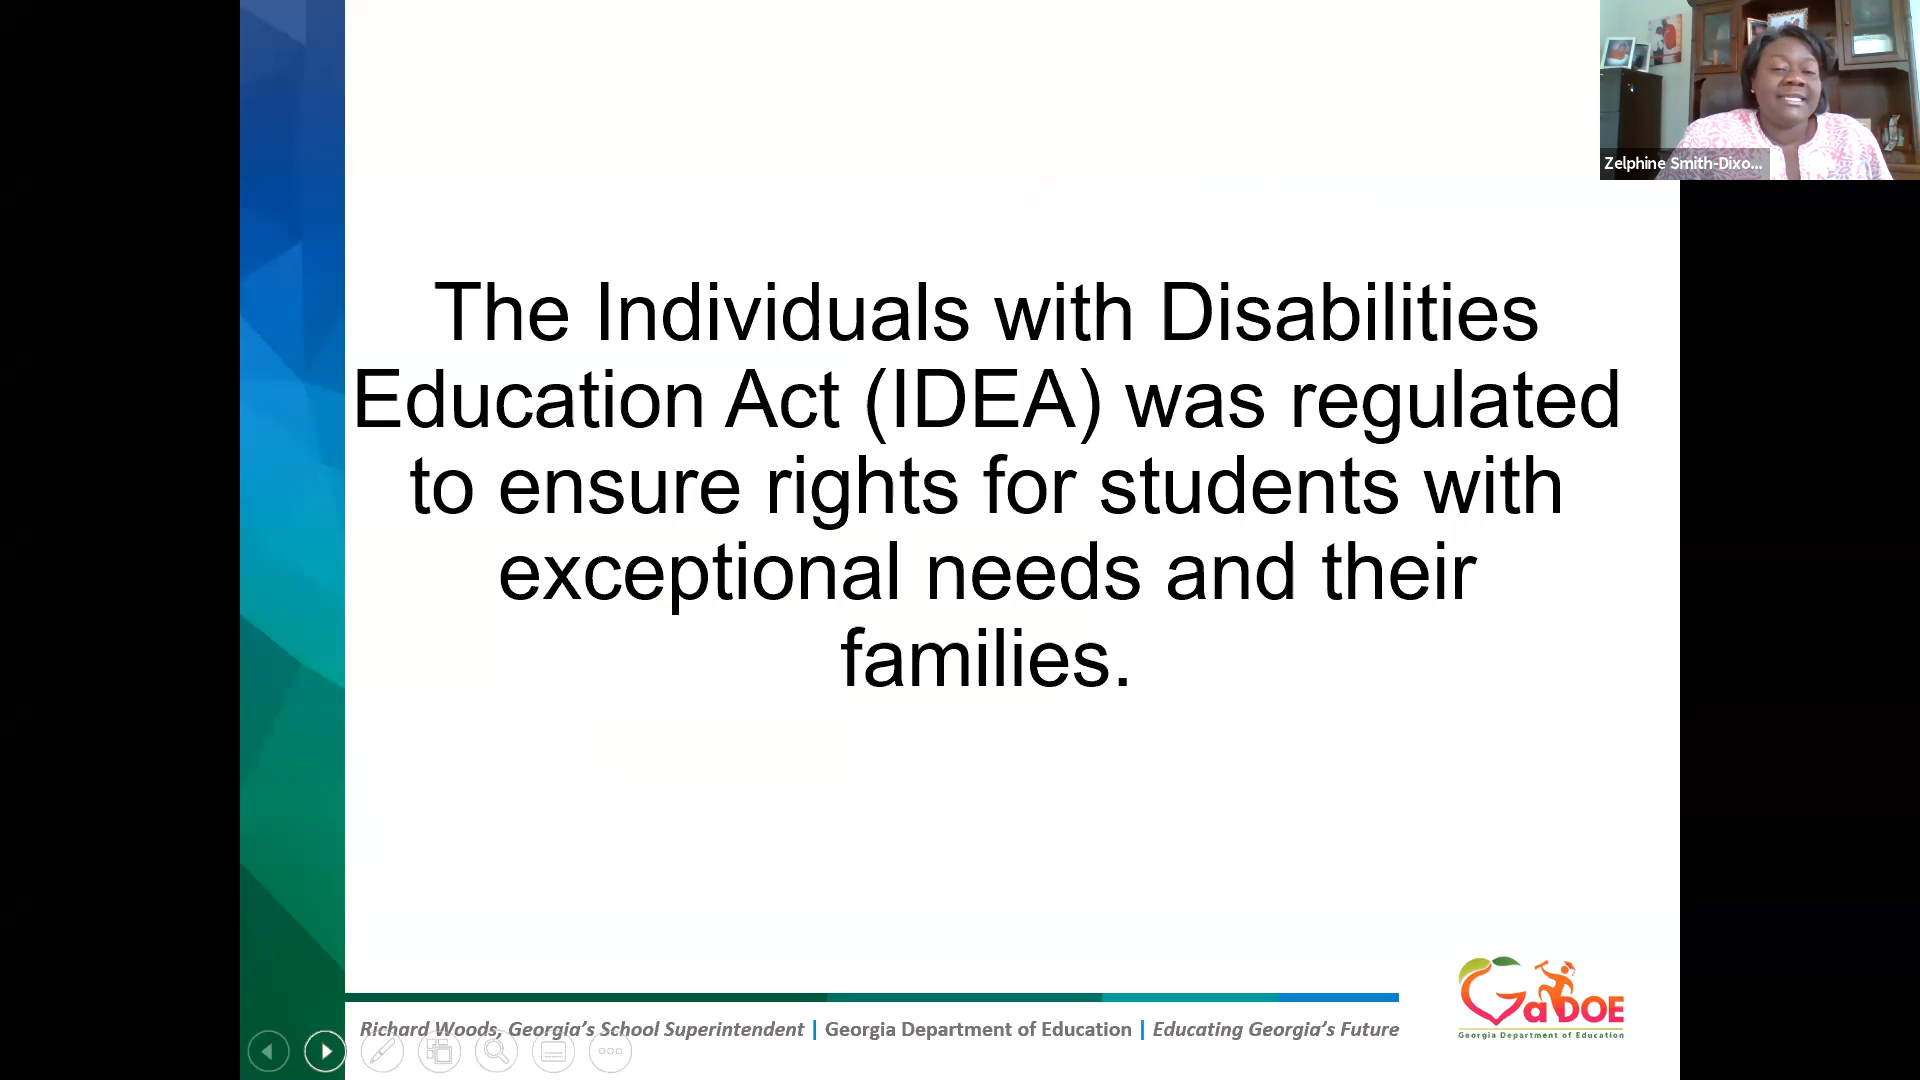 Zelphine Smith-Dixo...
The Individuals with Disabilities
Education Act (IDEA) was regulated
to ensure rights for students with
exceptional needs and their
families.
Richard Woods, Georgia's School Superintendent | Georgia Department of Education | Educating Georgia's Future
GaDOE
Georgia Department of Education